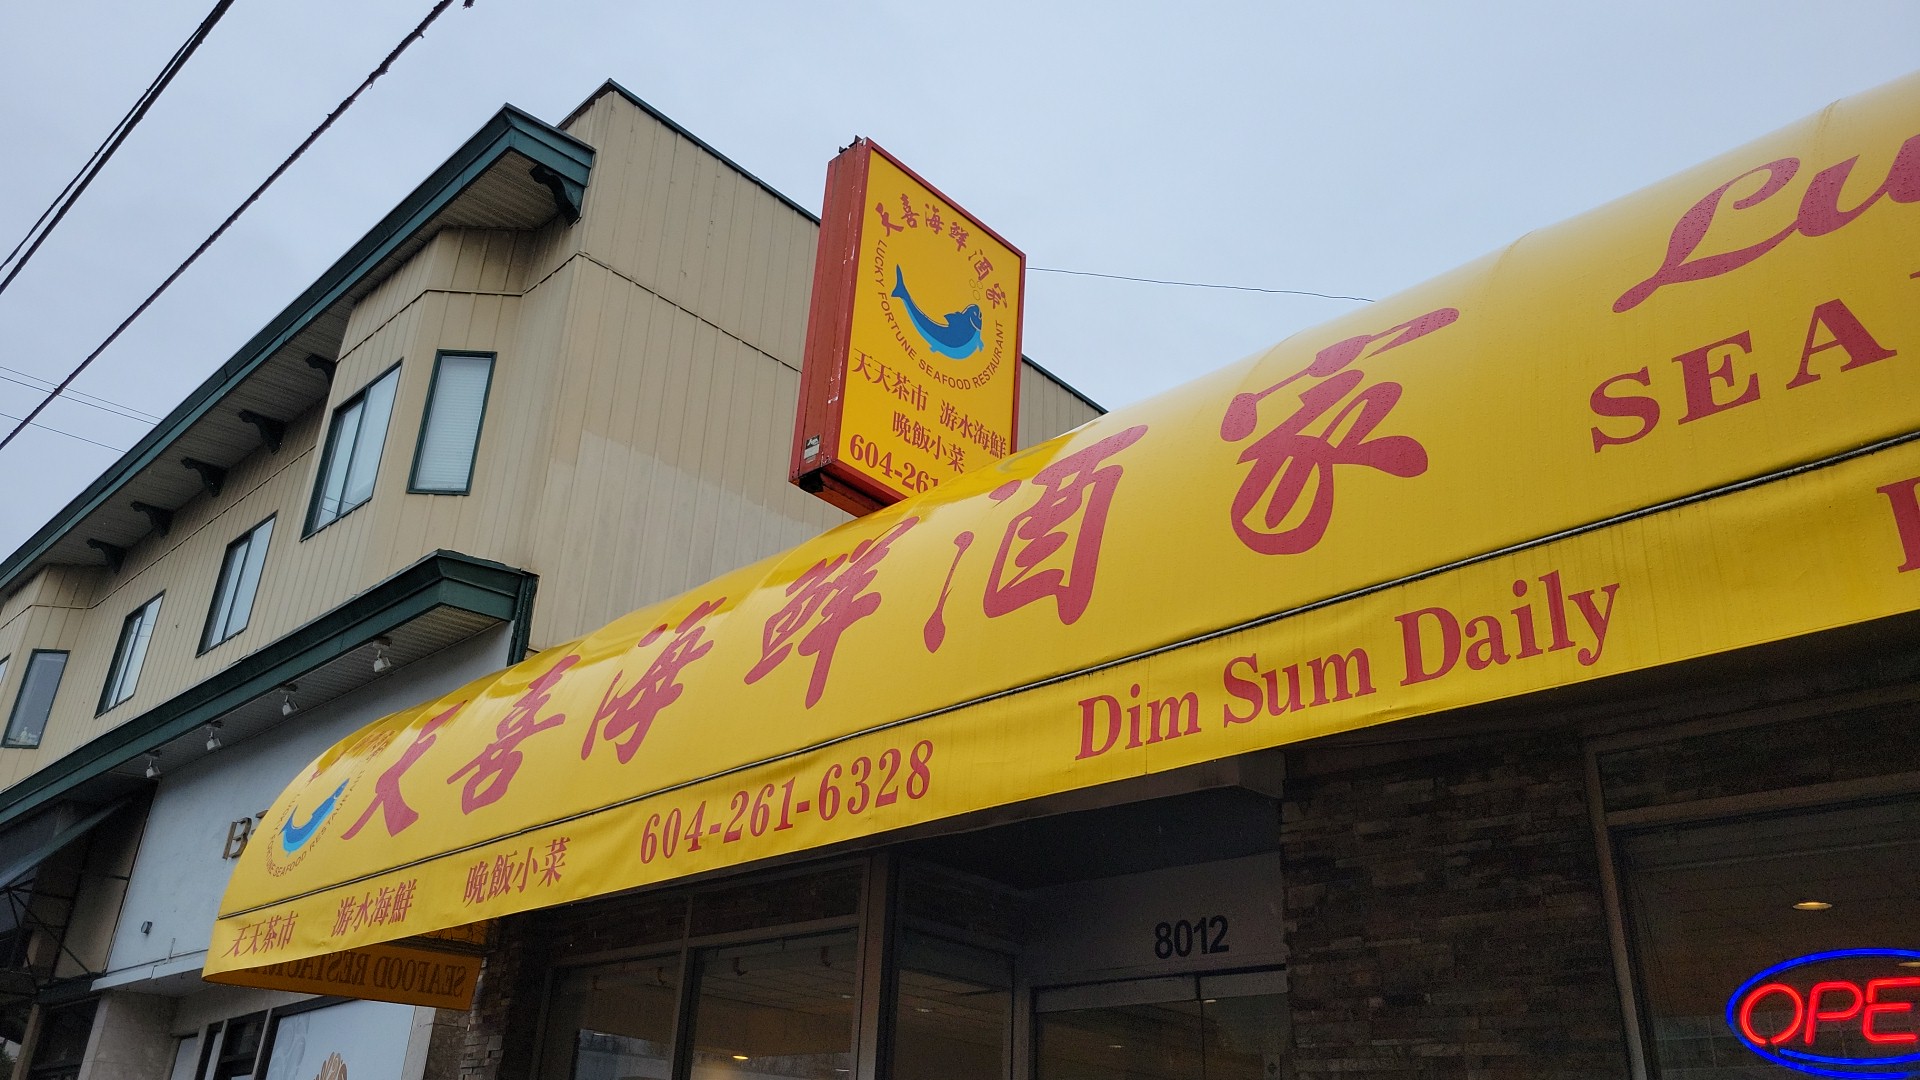 天喜海鮮酒家
LUCKY FORTUNE SEAFOOD RESTAURANT
天天茶市 游水海鮮
晚飯小菜
604-261
天喜海鮮酒家
Lu
SEA
天天茶市 游水海鮮 晚飯小菜 604-261-6328 Dim Sum Daily
SEAFOOD RESTAU
8012
OPE